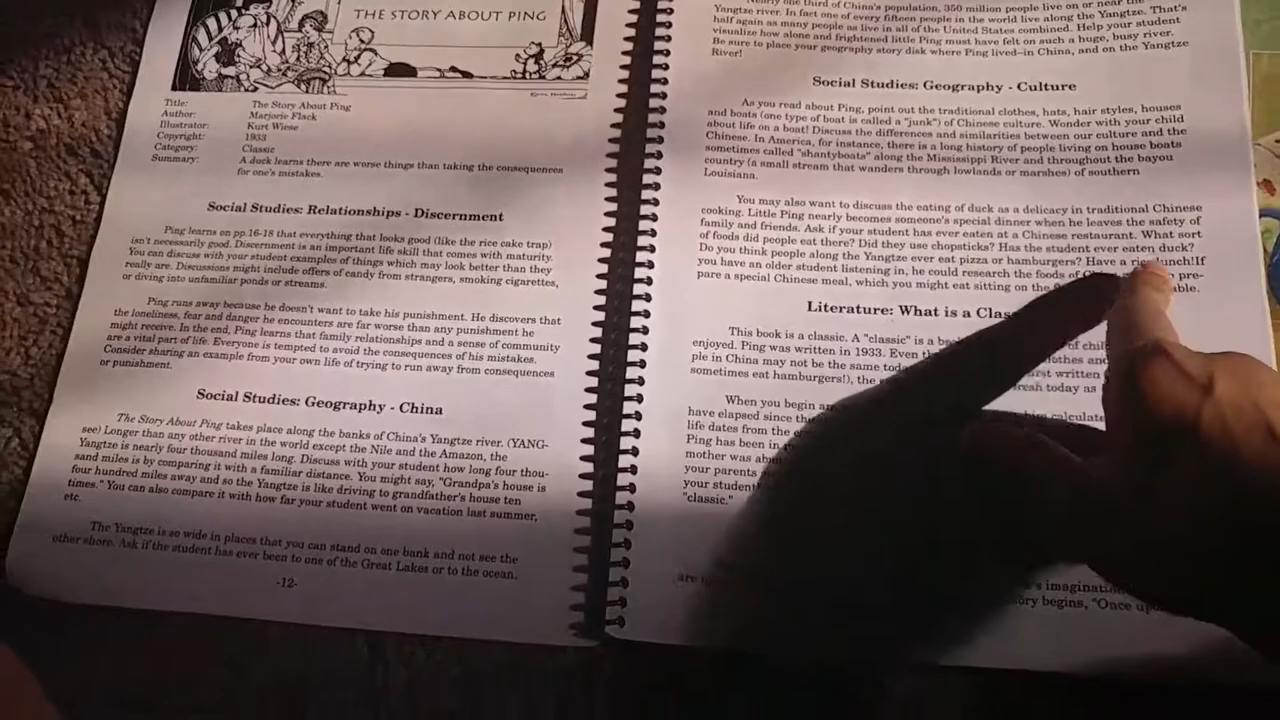 THE STORY ABOUT PING
Title: The Story About Ping
Author: Marjorie Flack
Illustrator: Kurt Wiese
Copyright: 1933
Category: Classic
Summary: A duck learns there are worse things than taking the consequences
for one's mistakes.
Social Studies: Relationships - Discernment
Ping learns on pp.16-18 that everything that looks good (like the rice cake trap)
isn't necessarily good. Discernment is an important life skill that comes with maturity.
You can discuss with your student examples of things which may look better than they
really are. Discussions might include offers of candy from strangers, smoking cigarettes,
or diving into unfamiliar ponds or streams.
Ping runs away because he doesn't want to take his punishment. He discovers that
the loneliness, fear and danger he encounters are far worse than any punishment he
might receive. In the end, Ping learns that family relationships and a sense of community
are a vital part of life. Everyone is tempted to avoid the consequences of his mistakes.
Consider sharing an example from your own life of trying to run away from consequences
or punishment.
Social Studies: Geography - China
The Story About Ping takes place along the banks of China's Yangtze river. (YANG-
see) Longer than any other river in the world except the Nile and the Amazon, the
Yangtze is nearly four thousand miles long. Discuss with your student how long four thou-
sand miles is by comparing it with a familiar distance. You might say, "Grandpa's house is
four hundred miles away and so the Yangtze is like driving to grandfather's house ten
times." You can also compare it with how far your student went on vacation last summer,
etc.
The Yangtze is so wide in places that you can stand on one bank and not see the
other shore. Ask if the student has ever been to one of the Great Lakes or to the ocean.
-12-
Nearly one third of China's population, 350 million people live on or near the
Yangtze river. In fact one of every fifteen people in the world live along the Yangtze. That's
half again as many people as live in all of the United States combined. Help your student
visualize how alone and frightened little Ping must have felt on such a huge, busy river.
Be sure to place your geography story disk where Ping lived–in China, and on the Yangtze
River!
Social Studies: Geography - Culture
As you read about Ping, point out the traditional clothes, hats, hair styles, houses
and boats (one type of boat is called a "junk") of Chinese culture. Wonder with your child
about life on a boat! Discuss the differences and similarities between our culture and the
Chinese. In America, for instance, there is a long history of people living on house boats
sometimes called "shantyboats" along the Mississippi River and throughout the bayou
country (a small stream that wanders through lowlands or marshes) of southern
Louisiana.
You may also want to discuss the eating of duck as a delicacy in traditional Chinese
cooking. Little Ping nearly becomes someone's special dinner when he leaves the safety of
family and friends. Ask if your student has ever eaten at a Chinese restaurant. What sort
of foods did people eat there? Did they use chopsticks? Has the student ever eaten duck?
Do you think people along the Yangtze ever eat pizza or hamburgers? Have a rice lunch!If
you have an older student listening in, he could research the foods of pre-
pare a special Chinese meal, which you might eat sitting on the
Literature: What is a
This book is a classic. A "classic" is a of
enjoyed. Ping was written in 1933. Even and
ple in China may not be the same written
sometimes eat hamburgers!), the today as
When you begin calculate
have elapsed since
life dates from the
Ping has been in
mother was
your parents
your student
"classic."
are
imagination
begins, "Once